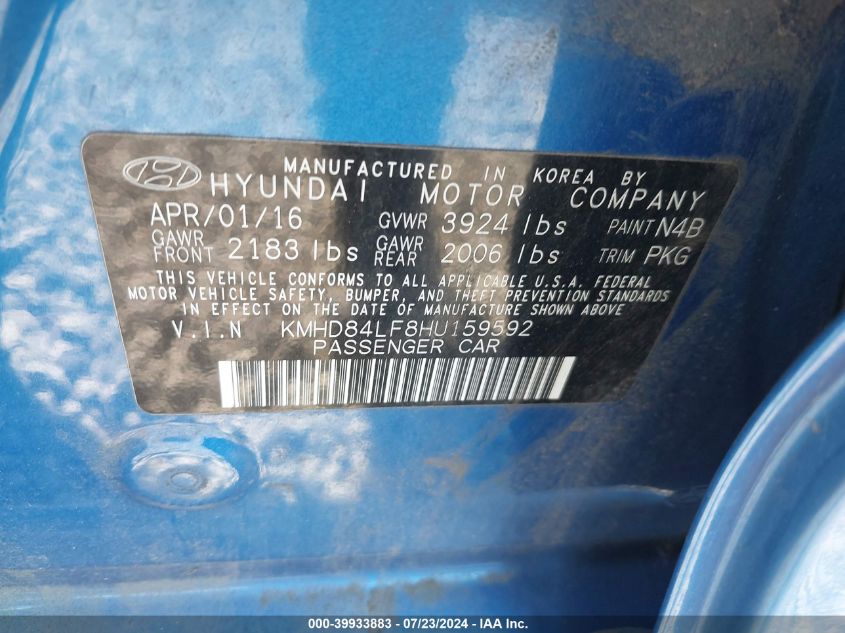 MANUFACTURED IN KOREA BY
HYUNDAI MOTOR COMPANY
APR/01/16 GVWR 3924 lbs PAINT N4B
GAWR FRONT 2183 lbs GAWR REAR 2006 lbs TRIM PKG
THIS VEHICLE CONFORMS TO ALL APPLICABLE U.S.A. FEDERAL
MOTOR VEHICLE SAFETY, BUMPER, AND THEFT PREVENTION STANDARDS
IN EFFECT ON THE DATE OF MANUFACTURE SHOWN ABOVE
V.I.N KMHD84LF8HU159592
PASSENGER CAR
000-39933883 / 07/23/2024 - IAA Inc.